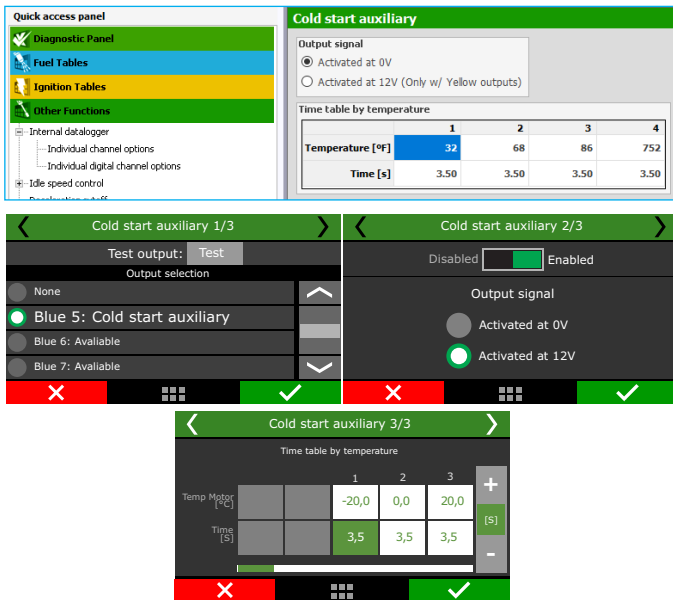 Quick access panel
Diagnostic Panel
Fuel Tables
Ignition Tables
Other Functions
Internal datalogger
Individual channel options
Individual digital channel options
Idle speed control
Cold start auxiliary
Output signal
Activated at 0V
Activated at 12V (Only w/ Yellow outputs)
Time table by temperature
1 2 3 4
Temperature [ºF] 32 68 86 752
Time [s] 3.50 3.50 3.50 3.50
Cold start auxiliary 1/3
Test output: Test
Output selection
None
Blue 5: Cold start auxiliary
Blue 6: Avaliable
Blue 7: Avaliable
Cold start auxiliary 2/3
Disabled Enabled
Output signal
Activated at 0V
Activated at 12V
Cold start auxiliary 3/3
Time table by temperature
1 2 3
Temp Motor
[°C]
-20,0 0,0 20,0
Time
[S]
3,5 3,5 3,5
+
[S]
-